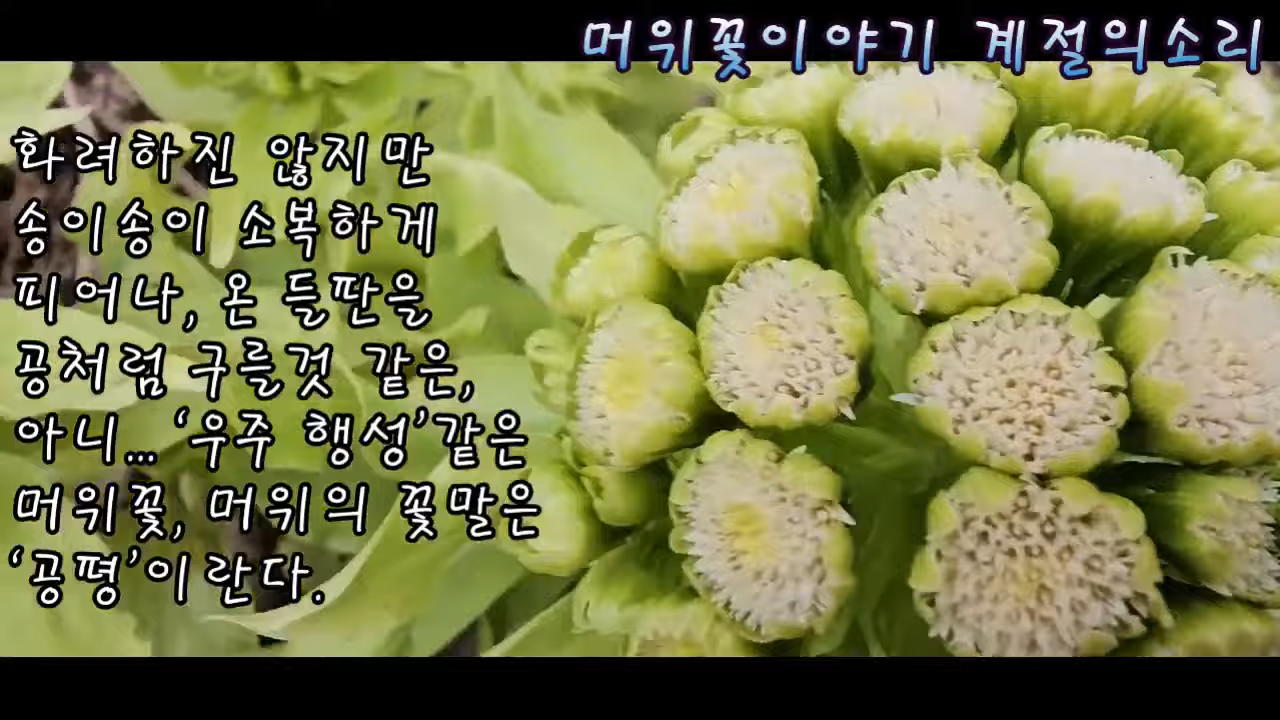 머위꽃이야기 계절의소리
화려하진 않지만
송이송이 소복하게
피어나, 온 들판을
공처럼 구를것 같은,
아니... ‘우주 행성’같은
머위꽃, 머위의 꽃말은
‘공평’이란다.